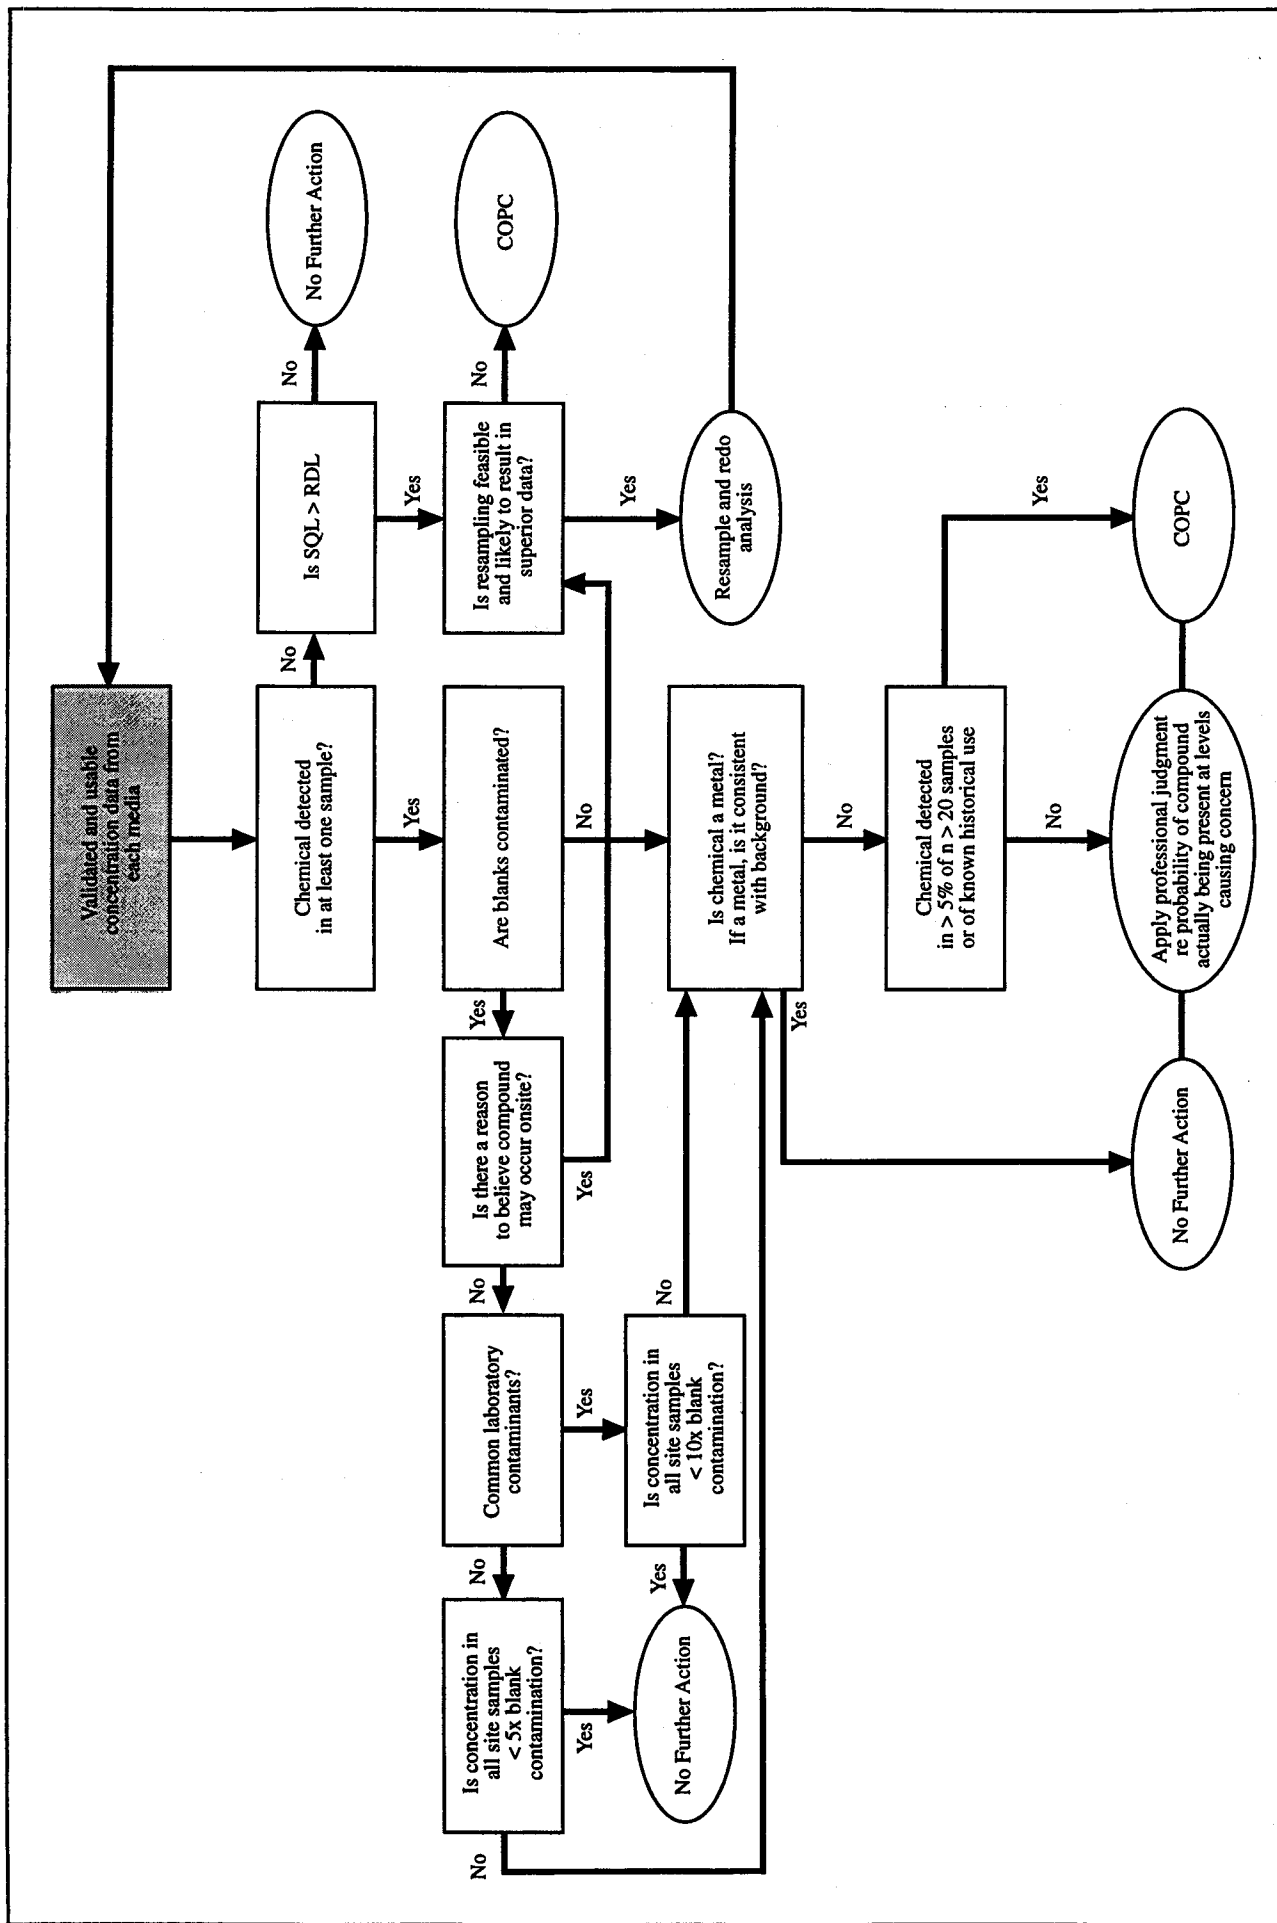 Validated and usable
concentration data from
each media
Chemical detected
in at least one sample?
No
Is SQL > RDL
No
No Further Action
Yes
Yes
Are blanks contaminated?
Is resampling feasible
and likely to result in
superior data?
No
COPC
Yes
Resample and redo
analysis
Yes
Is there a reason
to believe compound
may occur onsite?
Yes
No
Common laboratory
contaminants?
Yes
No
Is concentration in
all site samples
< 5x blank
contamination?
Yes
No
Is concentration in
all site samples
< 10x blank
contamination?
Yes
No
No Further Action
No
Is chemical a metal?
If a metal, is it consistent
with background?
Yes
No
Chemical detected
in > 5% of n > 20 samples
or of known historical use
Yes
No
No Further Action
Apply professional judgment
re probability of compound
actually being present at levels
causing concern
COPC